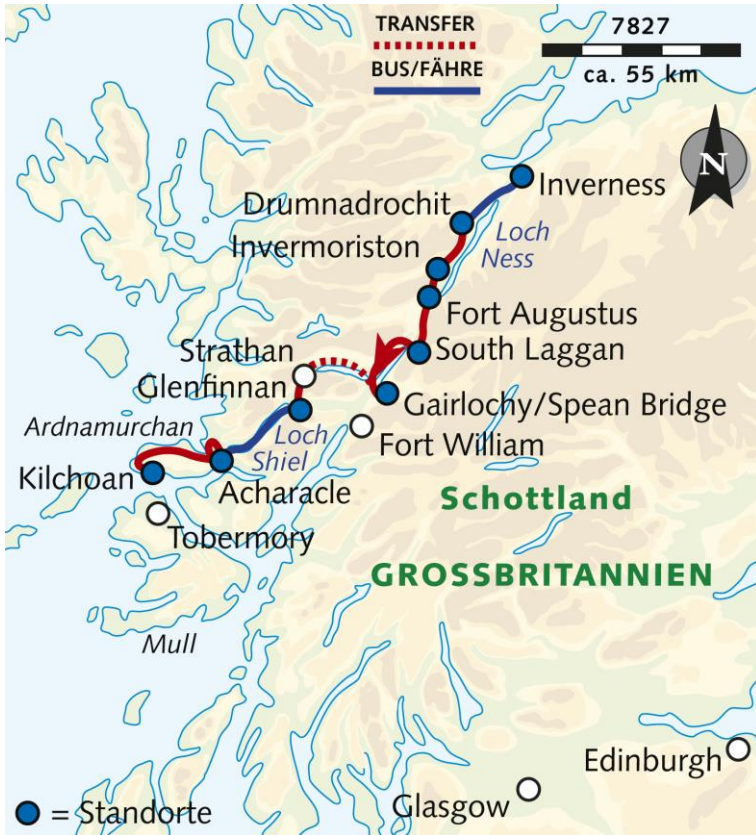 TRANSFER
BUS/FÄHRE
7827
ca. 55 km
N
Inverness
Drumnadrochit
Loch
Ness
Invermoriston
Fort Augustus
South Laggan
Strathan
Glenfinnan
Gairlochy/Spean Bridge
Fort William
Ardnamurchan
Loch
Shiel
Kilchoan
Acharacle
Tobermory
Schottland
GROSSBRITANNIEN
Mull
Edinburgh
Glasgow
= Standorte